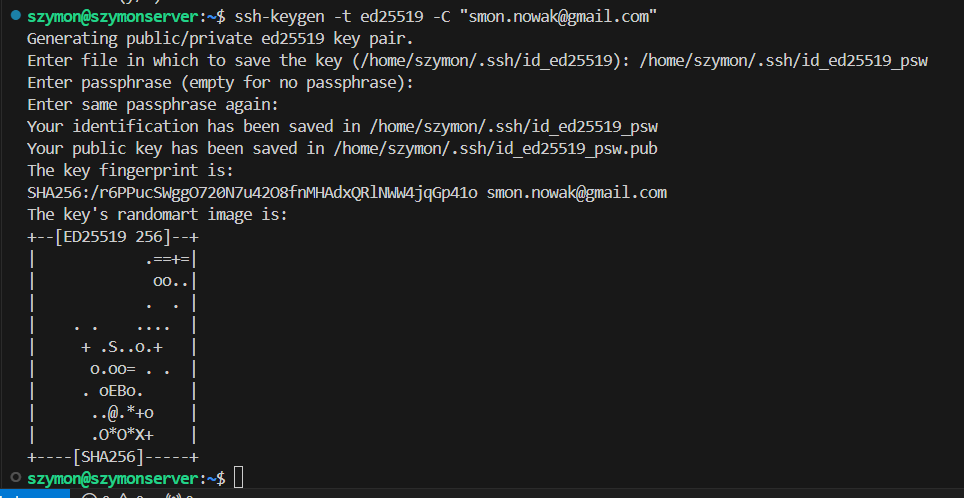 szymon@szymonserver:~$ ssh-keygen -t ed25519 -C "smon.nowak@gmail.com"
Generating public/private ed25519 key pair.
Enter file in which to save the key (/home/szymon/.ssh/id_ed25519): /home/szymon/.ssh/id_ed25519_psw
Enter passphrase (empty for no passphrase):
Enter same passphrase again:
Your identification has been saved in /home/szymon/.ssh/id_ed25519_psw
Your public key has been saved in /home/szymon/.ssh/id_ed25519_psw.pub
The key fingerprint is:
SHA256:/r6PPucSWggO720N7u42O8fnMHAdxQRlNWW4jqGp41o smon.nowak@gmail.com
The key's randomart image is:
+--[ED25519 256]--+
|            .==+=|
|             oo..|
|            .  . |
|    . .    ....  |
|     + .S..o.+   |
|      o.oo= . .  |
|     . oEBo.     |
|      ..@.*+o    |
|      .O*O*X+    |
+----[SHA256]-----+
szymon@szymonserver:~$